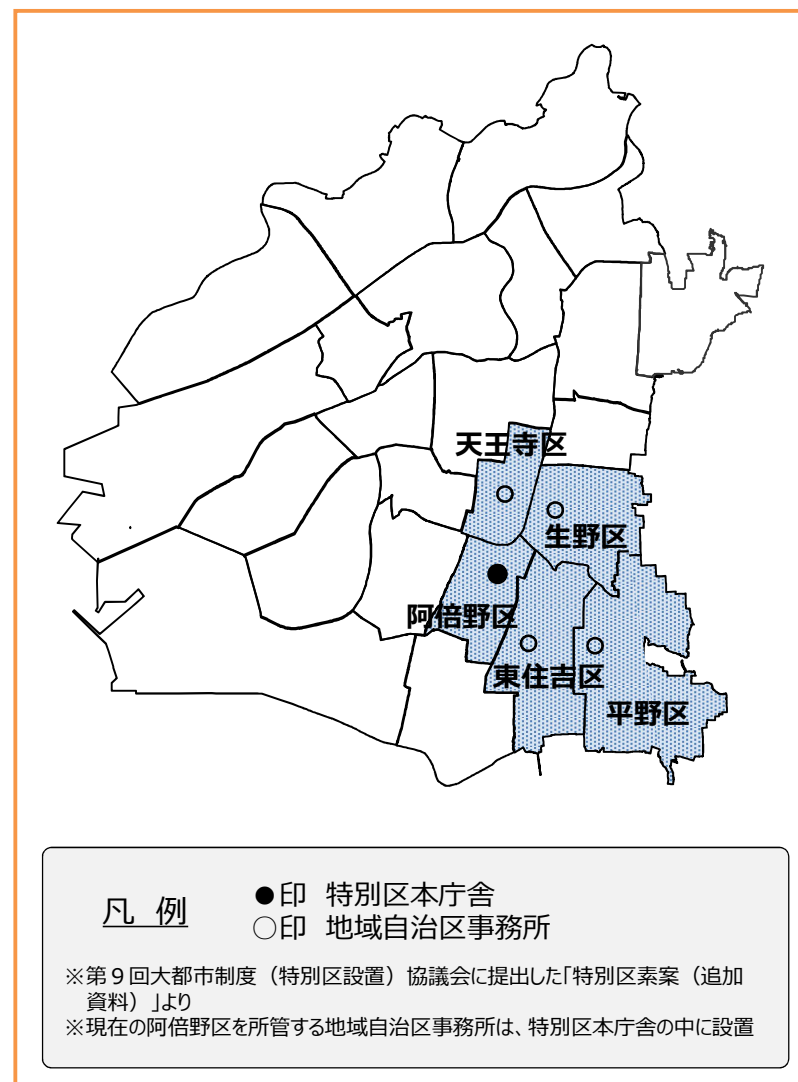 天王寺区
生野区
阿倍野区
東住吉区
平野区
凡 例
●印 特別区本庁舎
○印 地域自治区事務所
※第9回大都市制度（特別区設置）協議会に提出した「特別区素案（追加
資料）」より
※現在の阿倍野区を所管する地域自治区事務所は、特別区本庁舎の中に設置